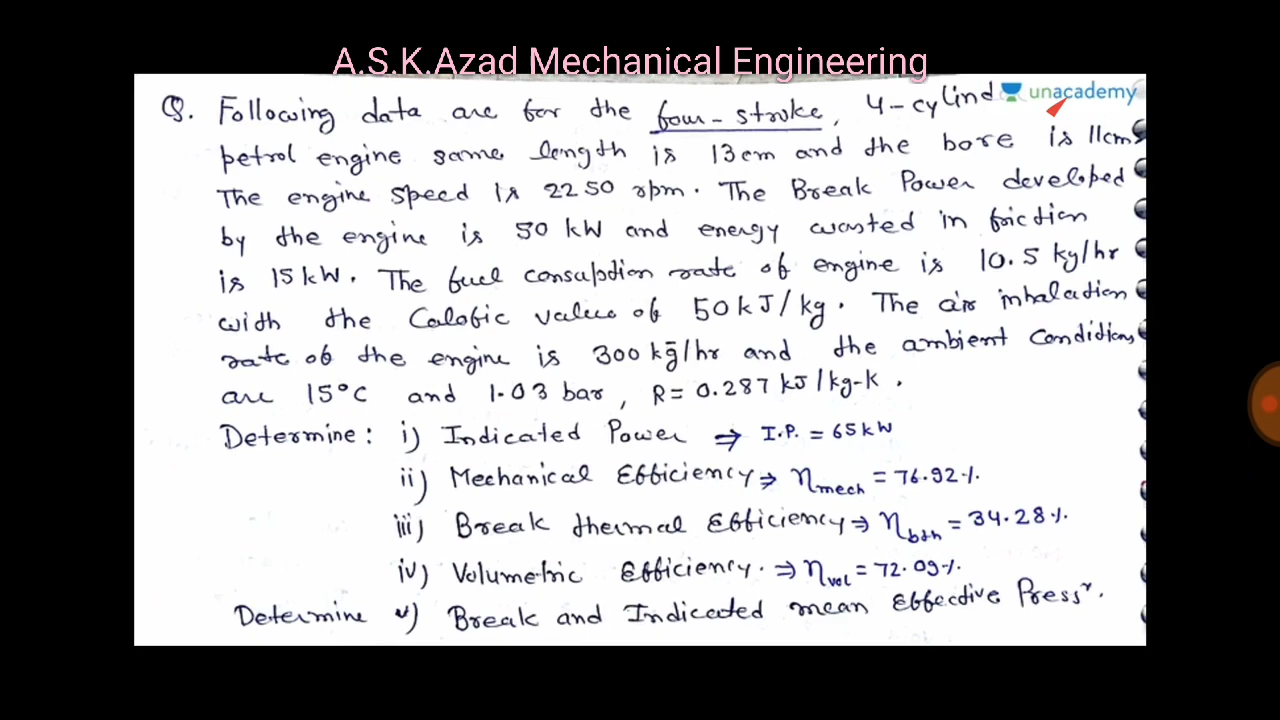 A.S.K.Azad Mechanical Engineering
Q. Following data are for the four-stroke, 4-cylind unacademy
petrol engine same length is 13cm and the bore is 11cm
The engine speed is 2250 rpm. The Break Power developed
by the engine is 50 kW and energy wasted in friction
is 15 kW. The fuel consuption rate of engine is 10.5 kg/hr
with the Calofic value of 50 kJ/kg. The air inhalation
rate of the engine is 300 kg/hr and the ambient Conditions
are 15°C and 1.03 bar, R = 0.287 kJ/kg-k.
Determine: i) Indicated Power ⇒ I.P. = 65kW
ii) Mechanical Efficiency ⇒ ηmech = 76.92%.
iii) Break thermal Efficiency ⇒ ηbth = 34.28%.
iv) Volumetric Efficiency. ⇒ ηvol = 72.09%.
Determine v) Break and Indicated mean Effective Pressʳ.